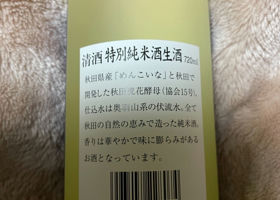 清酒 特別純米酒生酒 720ml
秋田県産「めんこいな」と秋田で
開発した秋田流花酵母(協会15号)、
仕込水は奥羽山系の伏流水、全て
秋田の自然の恵みで造った純米酒。
香りは華やかで味に膨らみがある
お酒となっています。